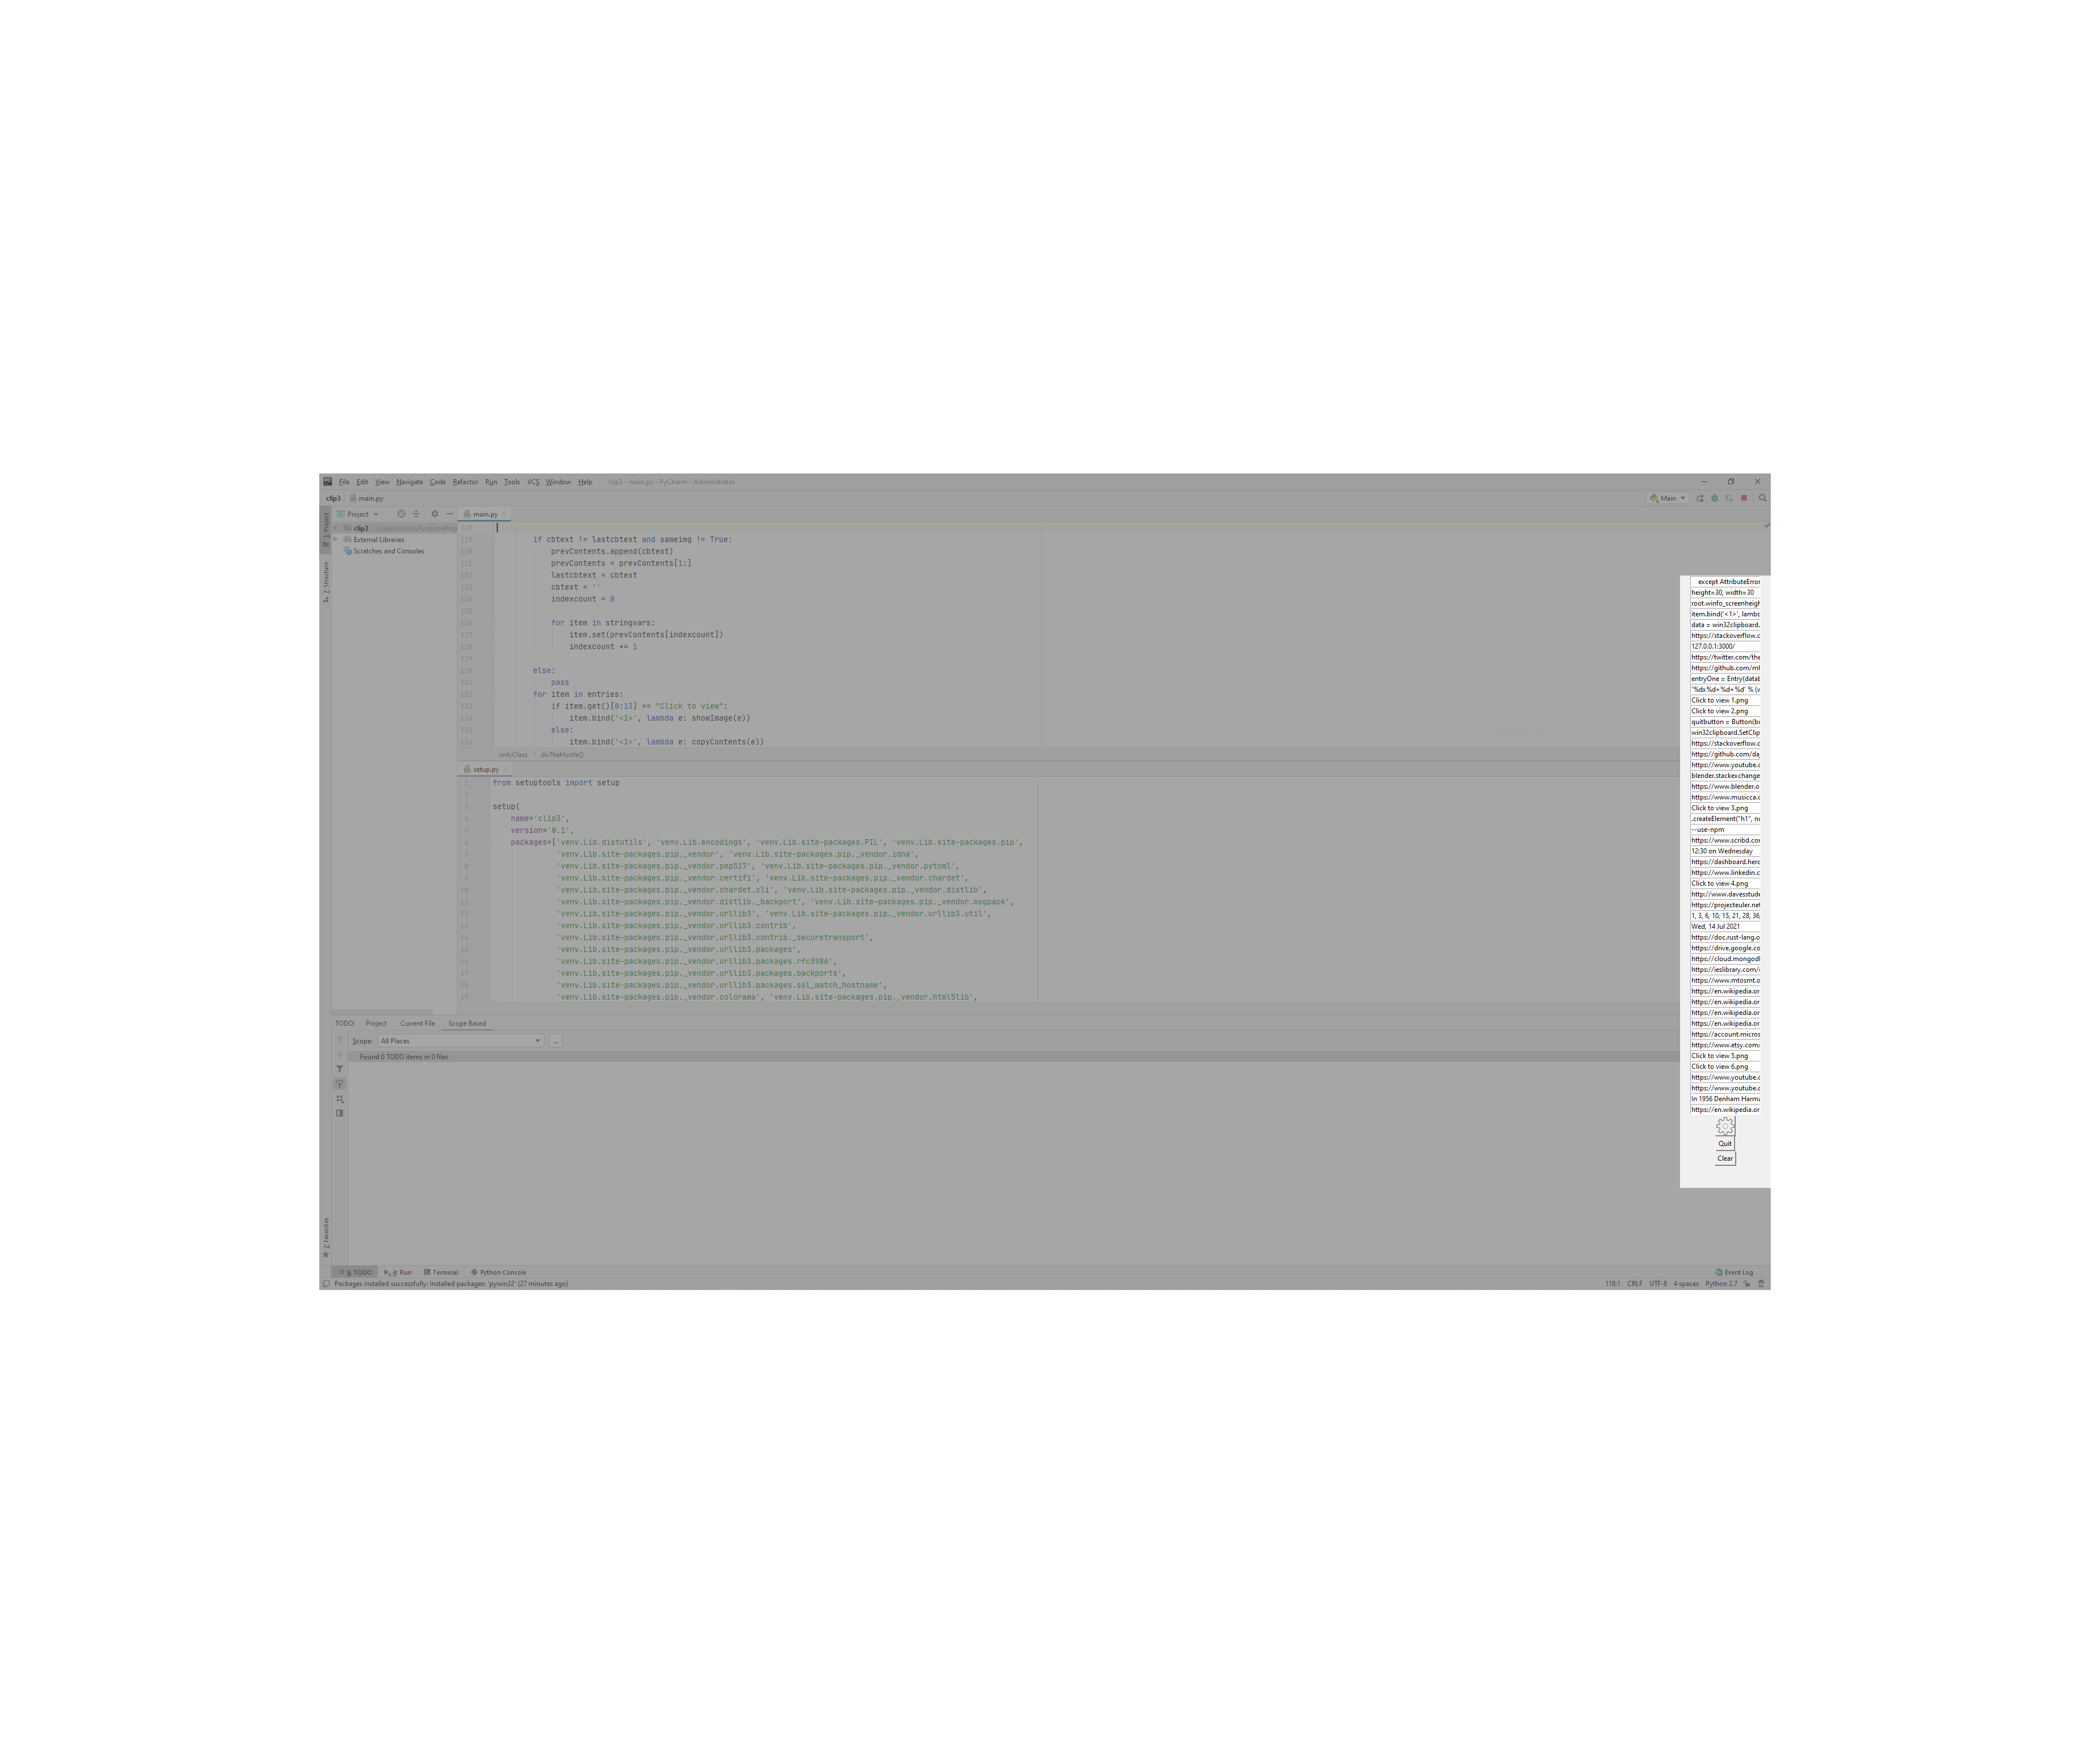 File Edit View Navigate Code Refactor Run Tools VCS Window Help clip3 - main.py - PyCharm - Administrator
clip3 main.py Main
Project main.py
1: Project
clip3
External Libraries
Scratches and Consoles
Z: Structure
118
119 if cbtext != lastcbtext and sameimg != True:
120 prevContents.append(cbtext)
121 prevContents = prevContents[1:]
122 lastcbtext = cbtext
123 cbtext = ''
124 indexcount = 0
125
126 for item in stringvars:
127 item.set(prevContents[indexcount])
128 indexcount += 1
129
130 else:
131 pass
132 for item in entries:
133 if item.get()[0:13] == "Click to view":
134 item.bind('<1>', lambda e: showImage(e))
135 else:
136 item.bind('<1>', lambda e: copyContents(e))
onlyClass doTheHustle()
setup.py
1 from setuptools import setup
2
3 setup(
4 name='clip3',
5 version='0.1',
6 packages=['venv.Lib.distutils', 'venv.Lib.encodings', 'venv.Lib.site-packages.PIL', 'venv.Lib.site-packages.pip',
7 'venv.Lib.site-packages.pip._vendor', 'venv.Lib.site-packages.pip._vendor.idna',
8 'venv.Lib.site-packages.pip._vendor.pep517', 'venv.Lib.site-packages.pip._vendor.pytoml',
9 'venv.Lib.site-packages.pip._vendor.certifi', 'venv.Lib.site-packages.pip._vendor.chardet',
10 'venv.Lib.site-packages.pip._vendor.chardet.cli', 'venv.Lib.site-packages.pip._vendor.distlib',
11 'venv.Lib.site-packages.pip._vendor.distlib._backport', 'venv.Lib.site-packages.pip._vendor.msgpack',
12 'venv.Lib.site-packages.pip._vendor.urllib3', 'venv.Lib.site-packages.pip._vendor.urllib3.util',
13 'venv.Lib.site-packages.pip._vendor.urllib3.contrib',
14 'venv.Lib.site-packages.pip._vendor.urllib3.contrib._securetransport',
15 'venv.Lib.site-packages.pip._vendor.urllib3.packages',
16 'venv.Lib.site-packages.pip._vendor.urllib3.packages.rfc3986',
17 'venv.Lib.site-packages.pip._vendor.urllib3.packages.backports',
18 'venv.Lib.site-packages.pip._vendor.urllib3.packages.ssl_match_hostname',
19 'venv.Lib.site-packages.pip._vendor.colorama', 'venv.Lib.site-packages.pip._vendor.html5lib',
TODO: Project Current File Scope Based
Scope: All Places ...
Found 0 TODO items in 0 files
2: Favorites
except AttributeError
height=30, width=30
root.winfo_screenheigh
item.bind('<1>', lambd
data = win32clipboard.
https://stackoverflow.c
127.0.0.1:3000/
https://twitter.com/the
https://github.com/ml
entryOne = Entry(datab
'%dx%d+%d+%d' % (w
Click to view 1.png
Click to view 2.png
quitbutton = Button(bu
win32clipboard.SetClip
https://stackoverflow.c
https://github.com/da
https://www.youtube.c
blender.stackexchange
https://www.blender.o
https://www.musicca.c
Click to view 3.png
.createElement("h1", nu
--use-npm
https://www.scribd.con
12:30 on Wednesday
https://dashboard.hero
https://www.linkedin.c
Click to view 4.png
http://www.davesstude
https://projecteuler.net
1, 3, 6, 10, 15, 21, 28, 36,
Wed, 14 Jul 2021
https://doc.rust-lang.o
https://drive.google.co
https://cloud.mongodl
https://ieslibrary.com/
https://www.mtosmt.o
https://en.wikipedia.or
https://en.wikipedia.or
https://en.wikipedia.or
https://en.wikipedia.or
https://account.micros
https://www.etsy.com/
Click to view 5.png
Click to view 6.png
https://www.youtube.c
https://www.youtube.c
In 1956 Denham Harma
https://en.wikipedia.or
Quit
Clear
6: TODO 4: Run Terminal Python Console Event Log
Packages installed successfully: Installed packages: 'pywin32' (27 minutes ago) 118:1 CRLF UTF-8 4 spaces Python 2.7